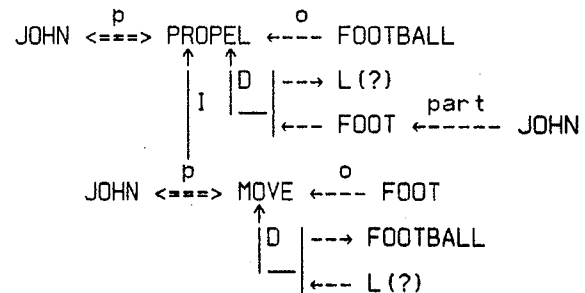 p o
JOHN <===> PROPEL <--- FOOTBALL
D ---> L(?)
I part
<--- FOOT <------ JOHN
p o
JOHN <===> MOVE <--- FOOT
D ---> FOOTBALL
<--- L(?)